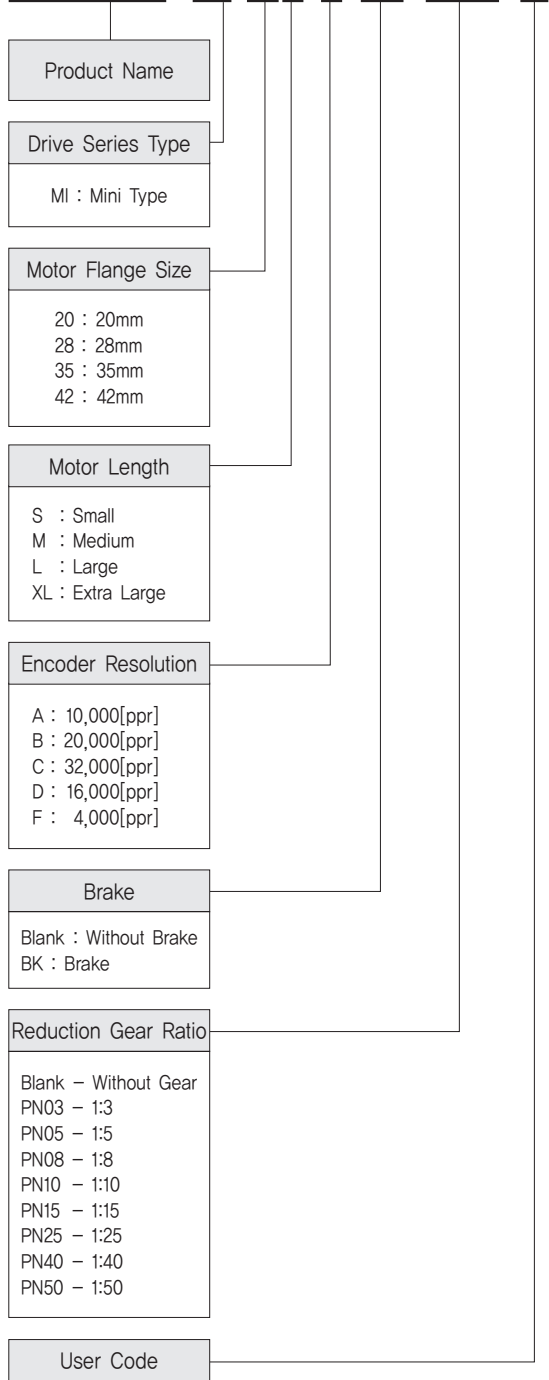 Product Name
Drive Series Type
MI : Mini Type
Motor Flange Size
20 : 20mm
28 : 28mm
35 : 35mm
42 : 42mm
Motor Length
S : Small
M : Medium
L : Large
XL : Extra Large
Encoder Resolution
A : 10,000[ppr]
B : 20,000[ppr]
C : 32,000[ppr]
D : 16,000[ppr]
F : 4,000[ppr]
Brake
Blank : Without Brake
BK : Brake
Reduction Gear Ratio
Blank - Without Gear
PN03 - 1:3
PN05 - 1:5
PN08 - 1:8
PN10 - 1:10
PN15 - 1:15
PN25 - 1:25
PN40 - 1:40
PN50 - 1:50
User Code